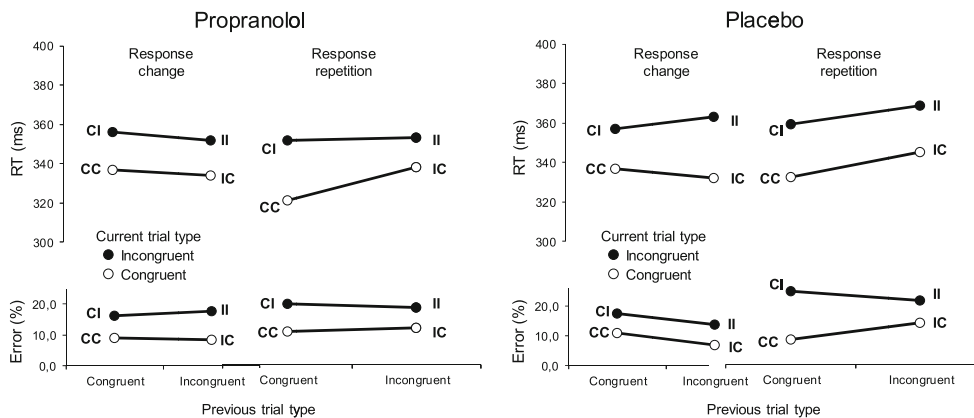 Propranolol
Response change
Response repetition
400
380
360
340
320
300
RT (ms)
CI
II
CC
IC
CI
II
CC
IC
Current trial type
Incongruent
Congruent
20,0
10,0
0,0
Error (%)
CI
II
CC
IC
CI
II
CC
IC
Congruent
Incongruent
Congruent
Incongruent
Previous trial type
Placebo
Response change
Response repetition
400
380
360
340
320
300
RT (ms)
CI
II
CC
IC
CI
II
CC
IC
Current trial type
Incongruent
Congruent
20,0
10,0
0,0
Error (%)
CI
II
CC
IC
CI
II
CC
IC
Congruent
Incongruent
Congruent
Incongruent
Previous trial type